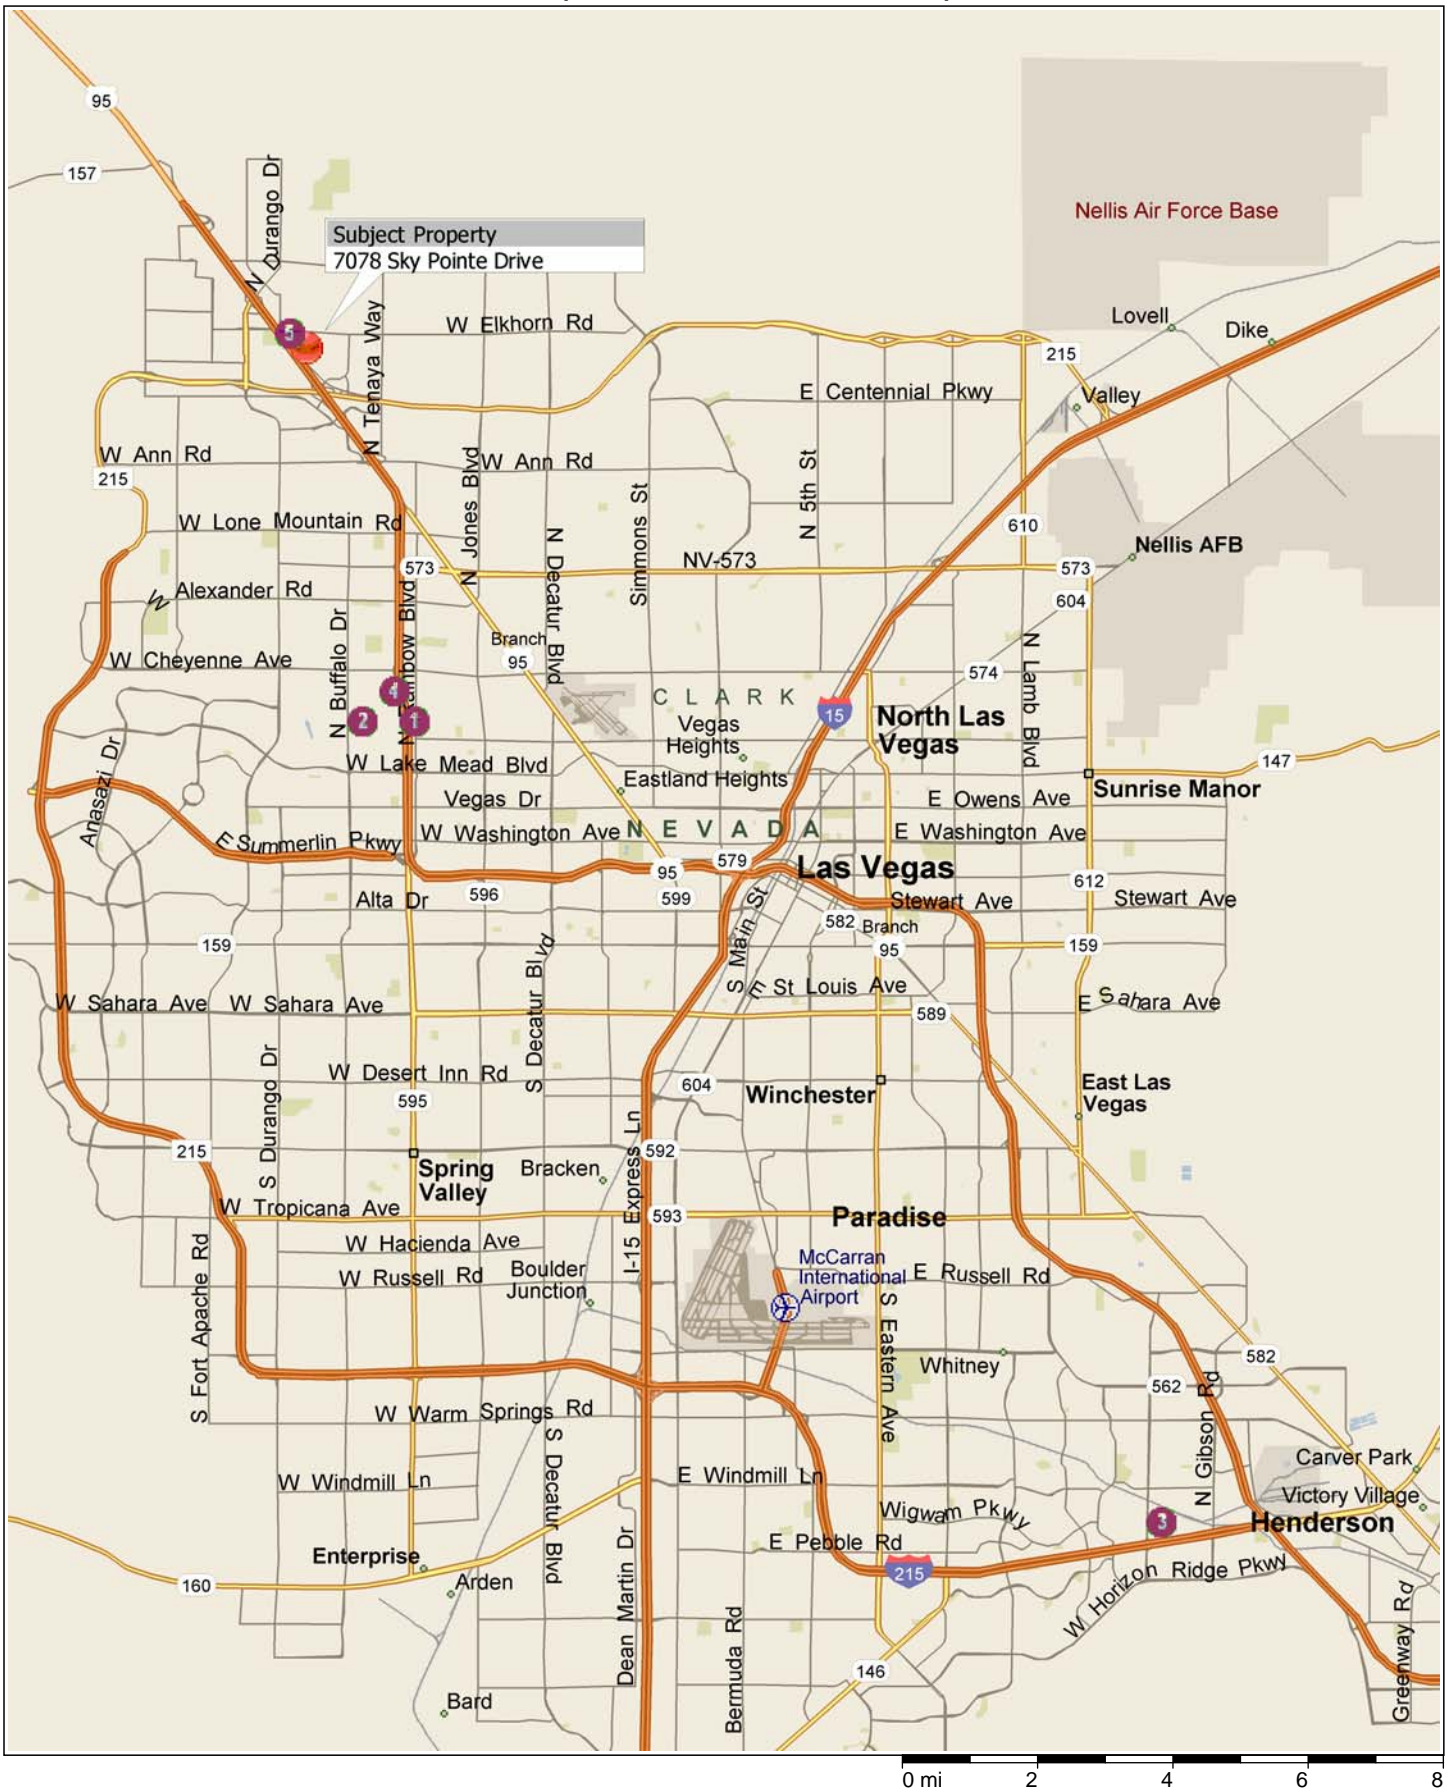 95
157
N Durango Dr
Nellis Air Force Base
Subject Property
7078 Sky Pointe Drive
5
N Tenaya Way
W Elkhorn Rd
Lovell
Dike
215
E Centennial Pkwy
Valley
W Ann Rd
W Ann Rd
215
N Jones Blvd
N 5th St
Simmons St
W Lone Mountain Rd
610
N Decatur Blvd
Nellis AFB
NV-573
573
573
W Alexander Rd
604
N Rainbow Blvd
N Buffalo Dr
Branch
95
W Cheyenne Ave
N Lamb Blvd
574
4
CLARK
2
1
15
North Las
Vegas
Vegas
Heights
Anasazi Dr
W Lake Mead Blvd
147
Eastland Heights
Sunrise Manor
Vegas Dr
E Owens Ave
W Washington Ave
NEVADA
E Washington Ave
E Summerlin Pkwy
579
95
Las Vegas
612
Alta Dr
596
599
Stewart Ave
Stewart Ave
582
Branch
95
S Main St
159
159
S Decatur Blvd
E St Louis Ave
W Sahara Ave
W Sahara Ave
E Sahara Ave
589
S Durango Dr
W Desert Inn Rd
604
Winchester
East Las
Vegas
595
215
592
Spring
Valley
Bracken
I-15 Express Ln
W Tropicana Ave
593
Paradise
W Hacienda Ave
S Fort Apache Rd
W Russell Rd
Boulder
Junction
McCarran
International
Airport
E Russell Rd
S Eastern Ave
Whitney
582
562
N Gibson Rd
W Warm Springs Rd
S Decatur Blvd
Carver Park
W Windmill Ln
E Windmill Ln
Victory Village
Wigwam Pkwy
3
Henderson
E Pebble Rd
Enterprise
215
160
Arden
W Horizon Ridge Pkwy
Dean Martin Dr
Bermuda Rd
Greenway Rd
146
Bard
0 mi 2 4 6 8